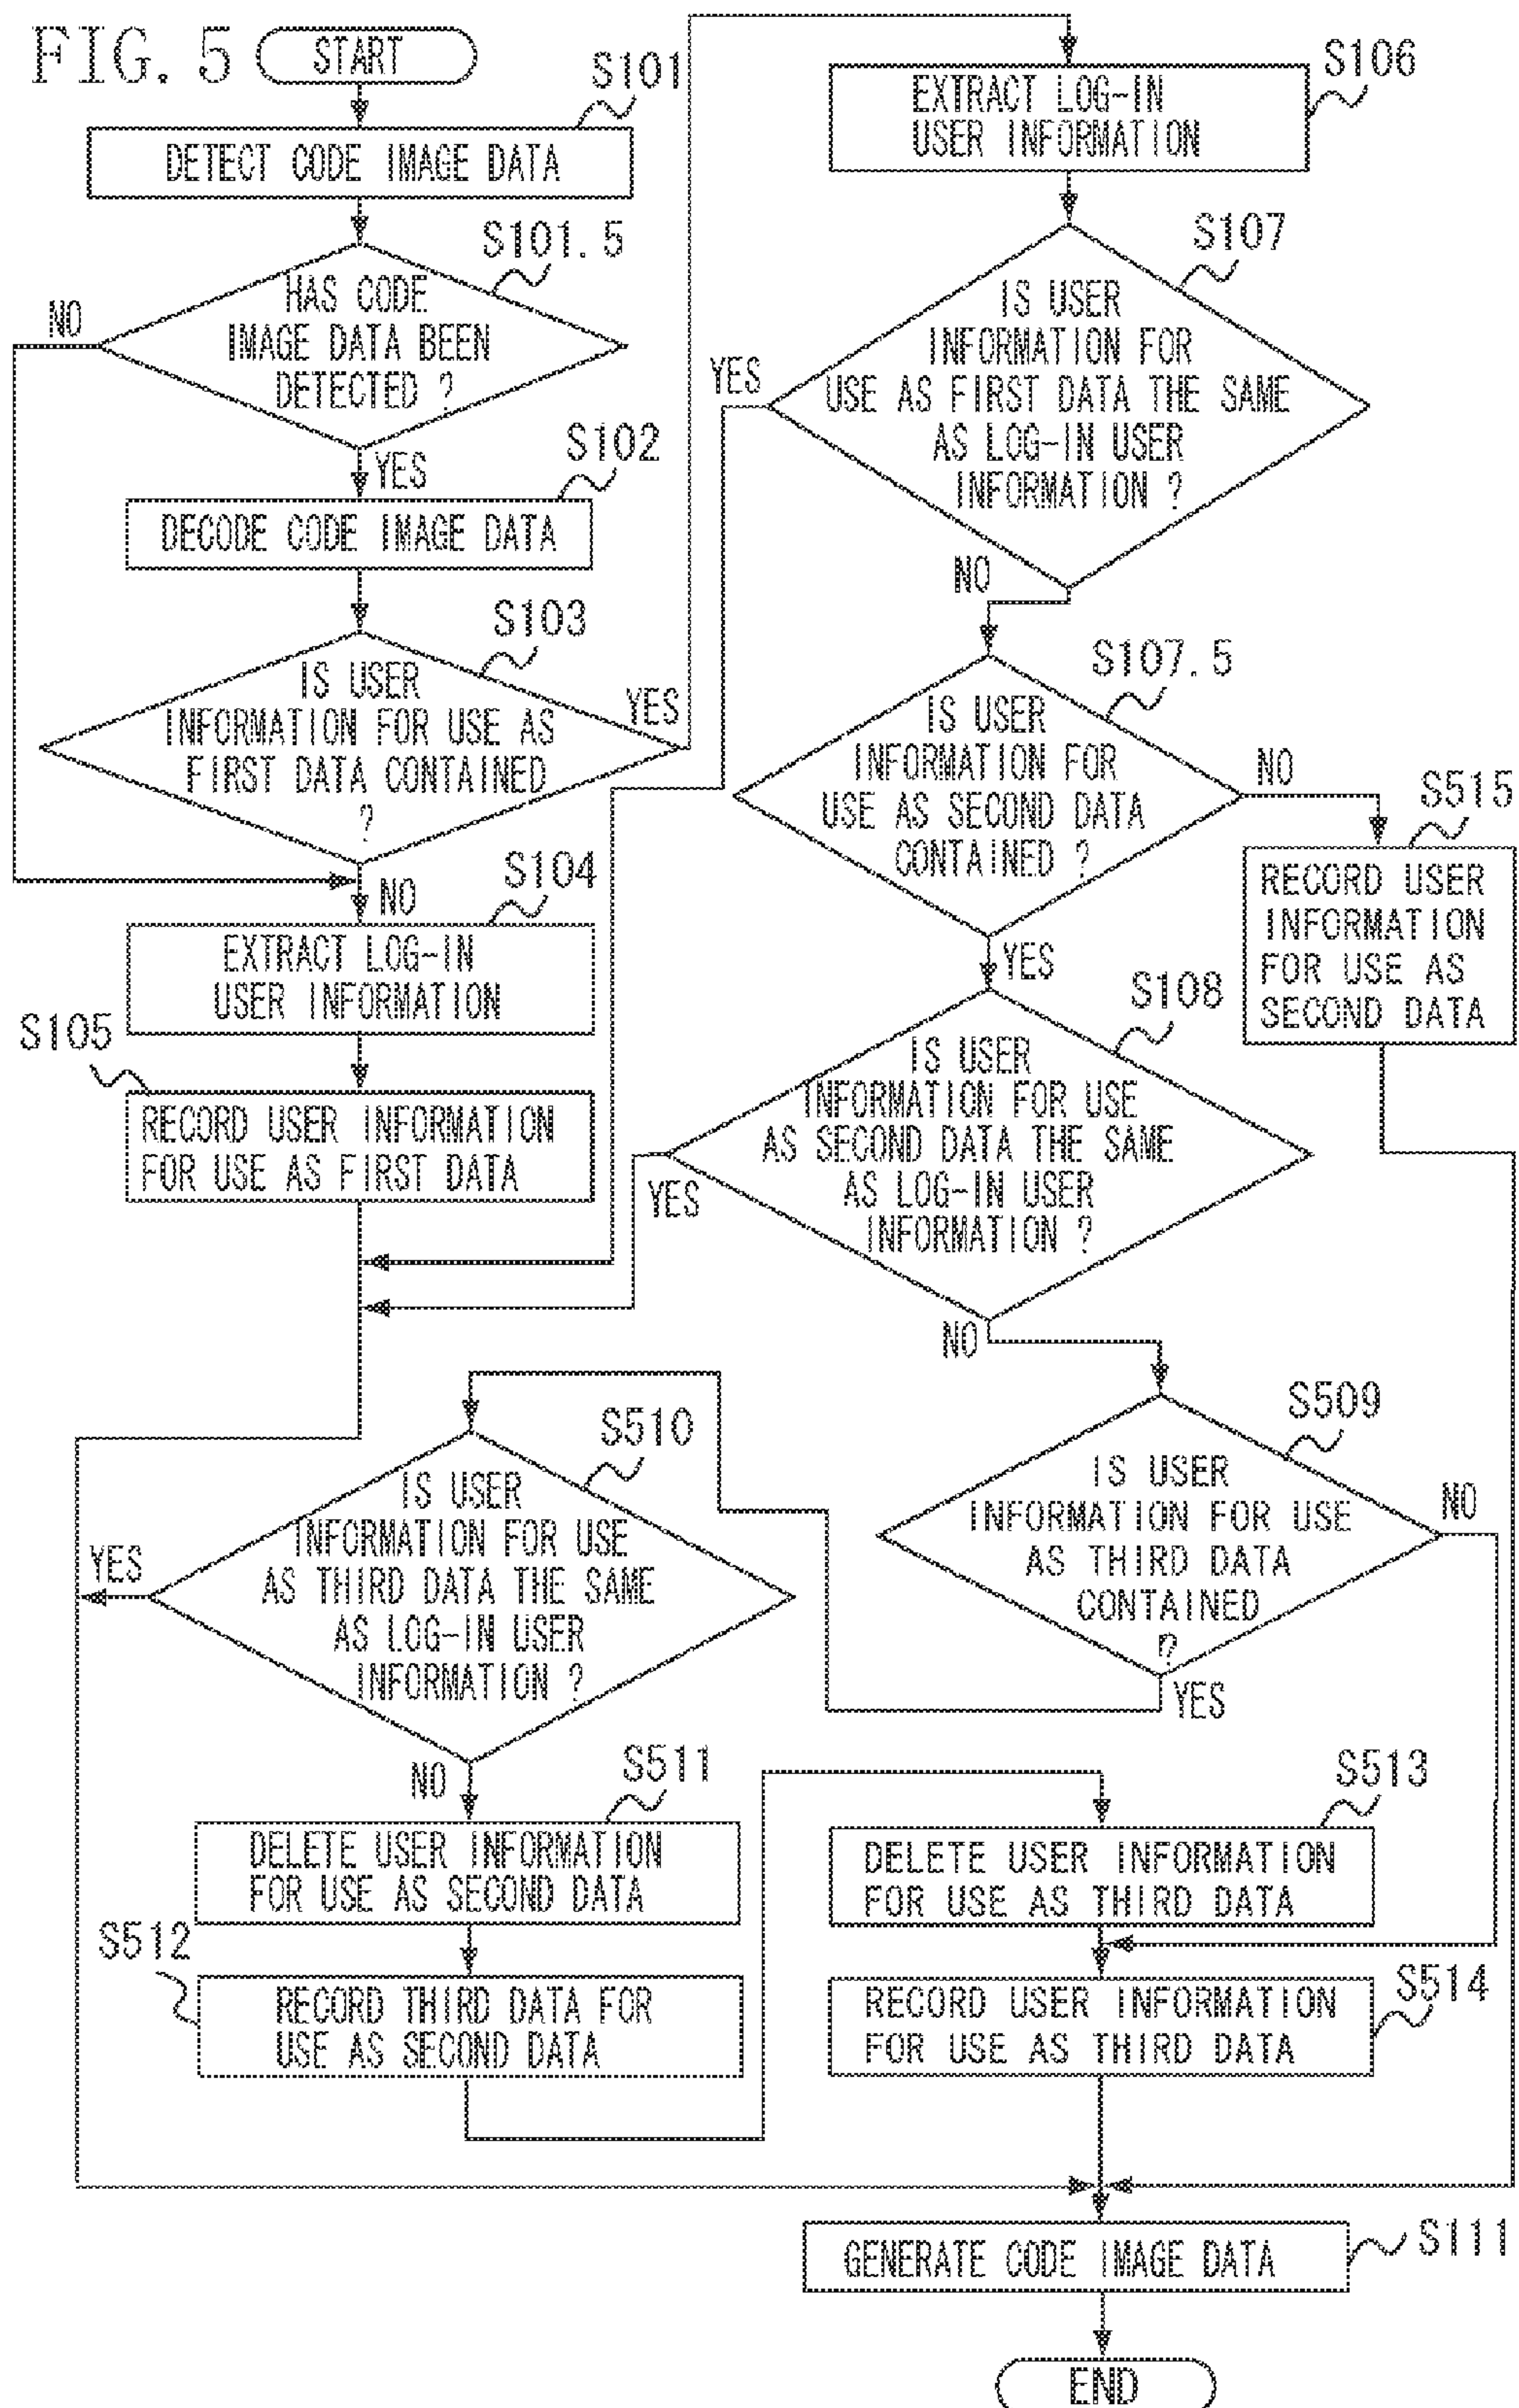 FIG. 5
START
S101
DETECT CODE IMAGE DATA
S101.5
HAS CODE
IMAGE DATA BEEN
DETECTED ?
NO
YES
S102
DECODE CODE IMAGE DATA
S103
IS USER
INFORMATION FOR USE AS
FIRST DATA CONTAINED
?
YES
NO
S104
EXTRACT LOG-IN
USER INFORMATION
S105
RECORD USER INFORMATION
FOR USE AS FIRST DATA
S106
EXTRACT LOG-IN
USER INFORMATION
S107
IS USER
INFORMATION FOR
USE AS FIRST DATA THE SAME
AS LOG-IN USER
INFORMATION ?
YES
NO
S107.5
IS USER
INFORMATION FOR
USE AS SECOND DATA
CONTAINED ?
NO
S515
RECORD USER
INFORMATION
FOR USE AS
SECOND DATA
YES
S108
IS USER
INFORMATION FOR USE
AS SECOND DATA THE SAME
AS LOG-IN USER
INFORMATION ?
YES
NO
S509
IS USER
INFORMATION FOR USE
AS THIRD DATA
CONTAINED
?
NO
YES
S510
IS USER
INFORMATION FOR USE
AS THIRD DATA THE SAME
AS LOG-IN USER
INFORMATION ?
YES
NO
S511
DELETE USER INFORMATION
FOR USE AS SECOND DATA
S512
RECORD THIRD DATA FOR
USE AS SECOND DATA
S513
DELETE USER INFORMATION
FOR USE AS THIRD DATA
S514
RECORD USER INFORMATION
FOR USE AS THIRD DATA
S111
GENERATE CODE IMAGE DATA
END